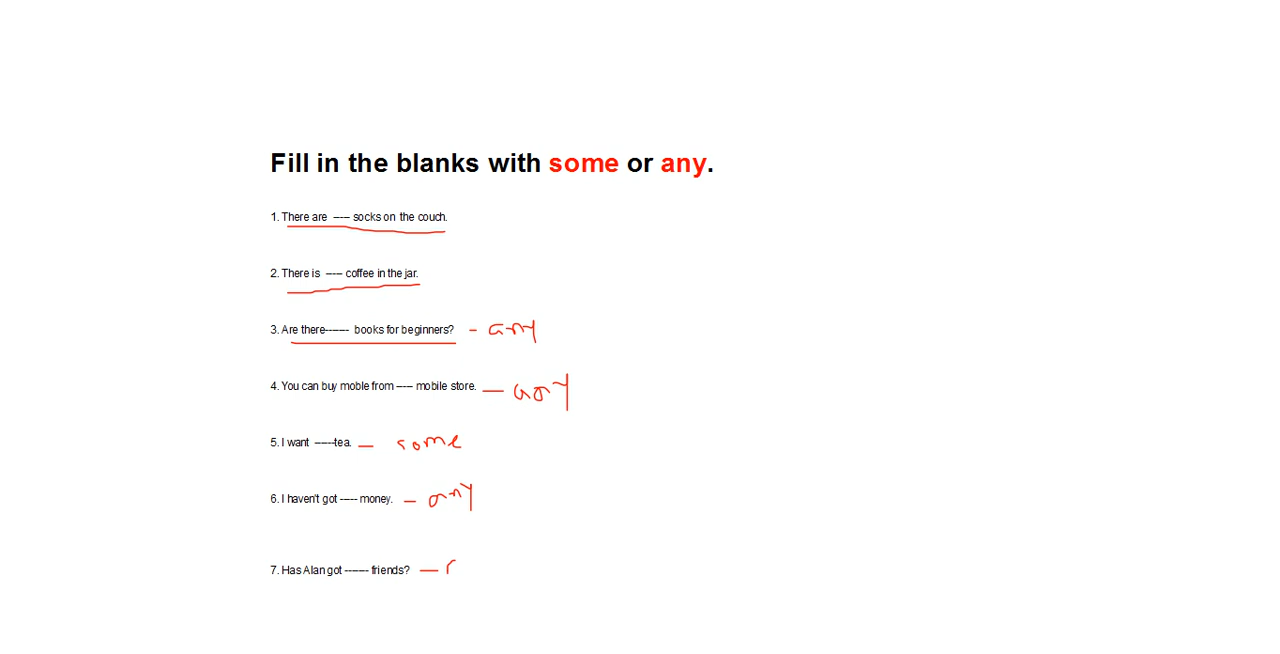 Fill in the blanks with some or any.
1. There are ---- socks on the couch.
2. There is ---- coffee in the jar.
3. Are there------ books for beginners? - any
4. You can buy moble from ---- mobile store. - any
5. I want -----tea. - some
6. I haven't got ----- money. - any
7. Has Alan got ------ friends? -